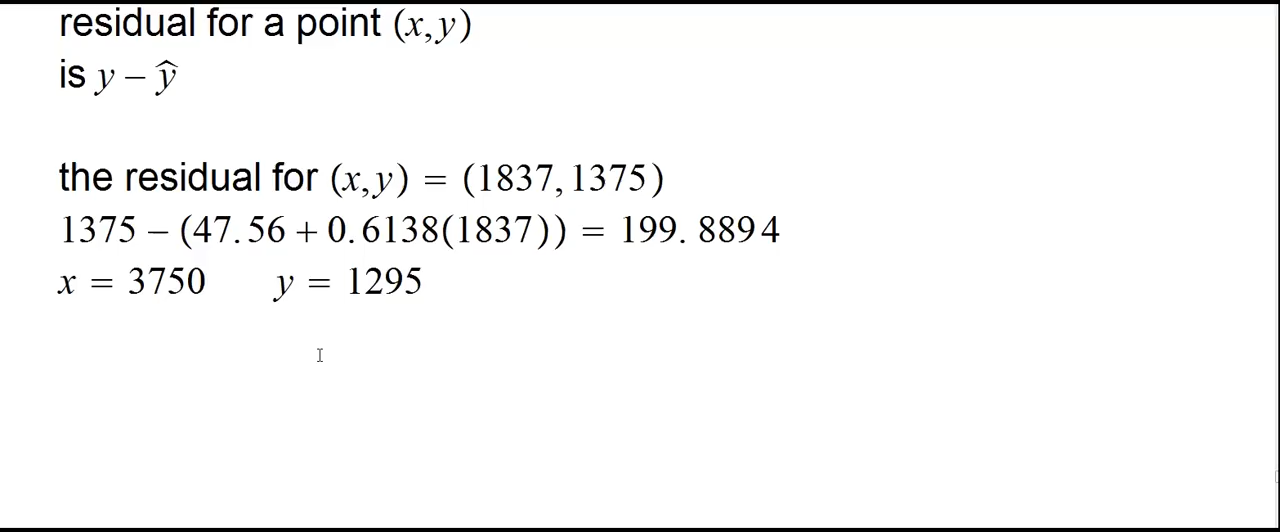 residual for a point (x,y)
is y − ŷ
the residual for (x,y) = (1837,1375)
1375 − (47.56 + 0.6138(1837)) = 199.8894
x = 3750 y = 1295